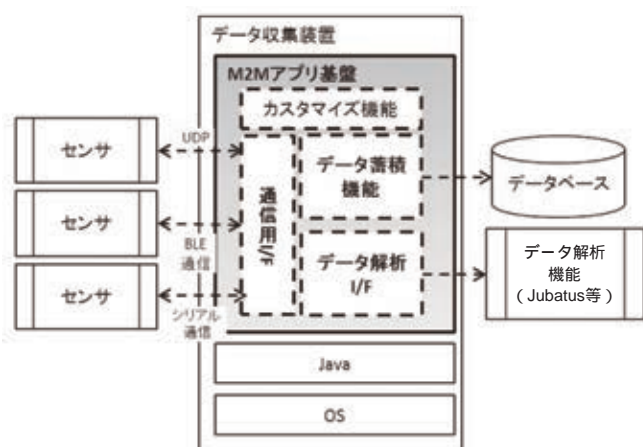 データ収集装置
M2Mアプリ基盤
カスタマイズ機能
センサ
UDP
通信用I/F
データ蓄積
機能
データベース
センサ
BLE
通信
データ解析
I/F
データ解析
機能
（Jubatus等）
センサ
シリアル
通信
Java
OS